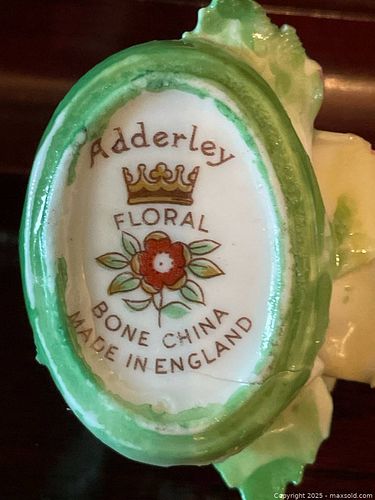 Adderley
FLORAL
BONE CHINA
MADE IN ENGLAND
Copyright 2025 - maxsold.com